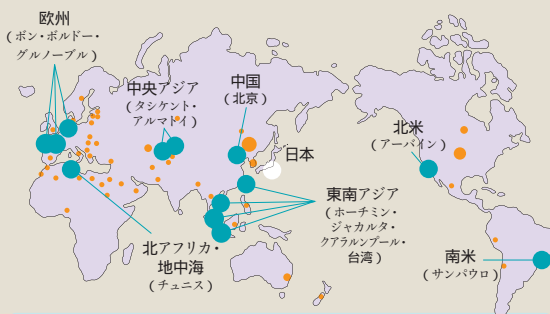 欧州
(ボン・ボルドー・
グルノーブル)
中央アジア
(タシケント・
アルマトイ)
中国
(北京)
日本
北米
(アーバイン)
東南アジア
(ホーチミン・
ジャカルタ・
クアラルンプール・
台湾)
北アフリカ・
地中海
(チュニス)
南米
(サンパウロ)